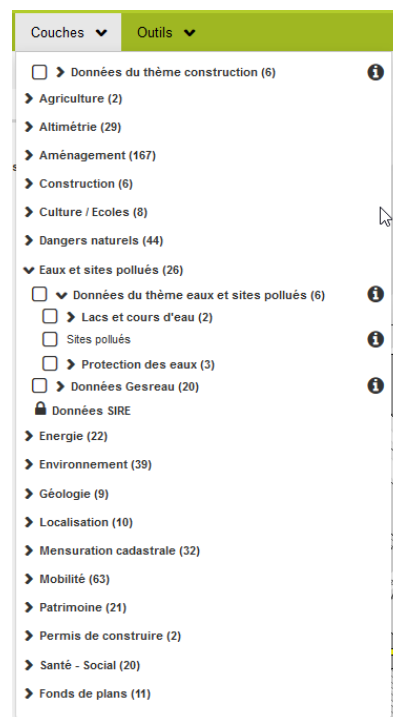 Couches Outils
Données du thème construction (6)
Agriculture (2)
Altimétrie (29)
Aménagement (167)
Construction (6)
Culture / Ecoles (8)
Dangers naturels (44)
Eaux et sites pollués (26)
Données du thème eaux et sites pollués (6)
Lacs et cours d'eau (2)
Sites pollués
Protection des eaux (3)
Données Gesreau (20)
Données SIRE
Energie (22)
Environnement (39)
Géologie (9)
Localisation (10)
Mensuration cadastrale (32)
Mobilité (63)
Patrimoine (21)
Permis de construire (2)
Santé - Social (20)
Fonds de plans (11)